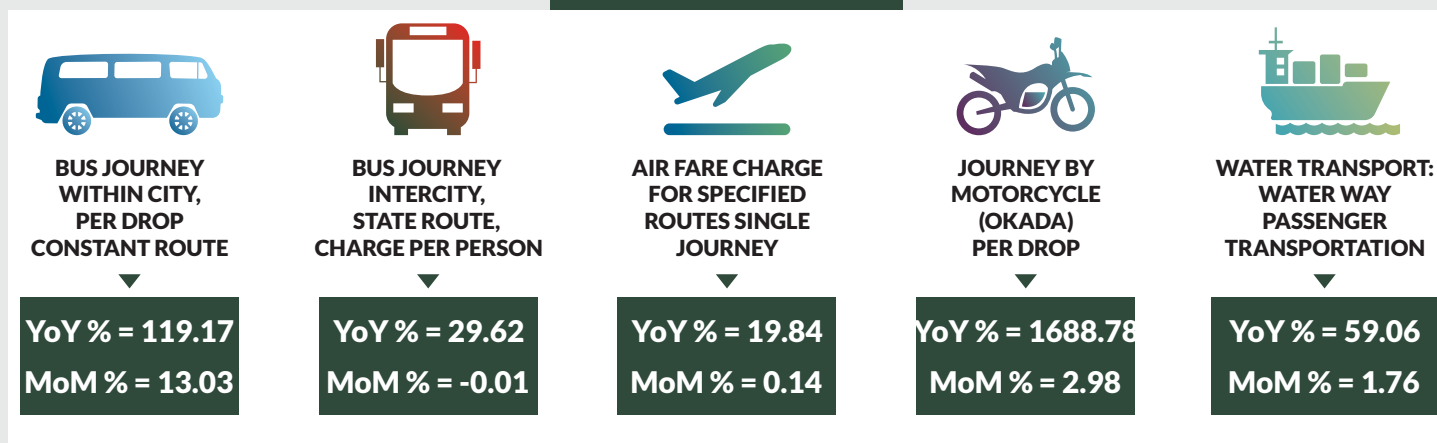 BUS JOURNEY
WITHIN CITY,
PER DROP
CONSTANT ROUTE
YoY % = 119.17
MoM % = 13.03
BUS JOURNEY
INTERCITY,
STATE ROUTE,
CHARGE PER PERSON
YoY % = 29.62
MoM % = -0.01
AIR FARE CHARGE
FOR SPECIFIED
ROUTES SINGLE
JOURNEY
YoY % = 19.84
MoM % = 0.14
JOURNEY BY
MOTORCYCLE
(OKADA)
PER DROP
YoY % = 1688.78
MoM % = 2.98
WATER TRANSPORT:
WATER WAY
PASSENGER
TRANSPORTATION
YoY % = 59.06
MoM % = 1.76